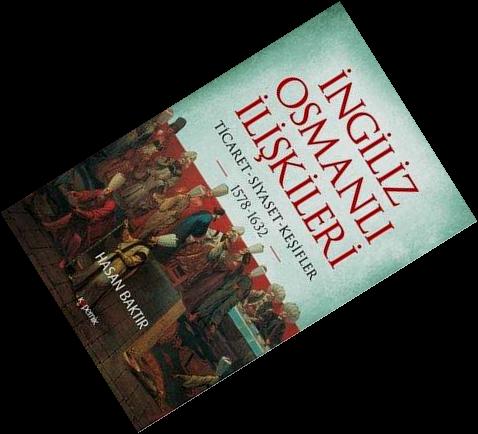 İNGİLİZ
OSMANLI
İLİŞKİLERİ
TİCARET-SİYASET-KEŞİFLER
1578-1632
HASAN BAKTIR